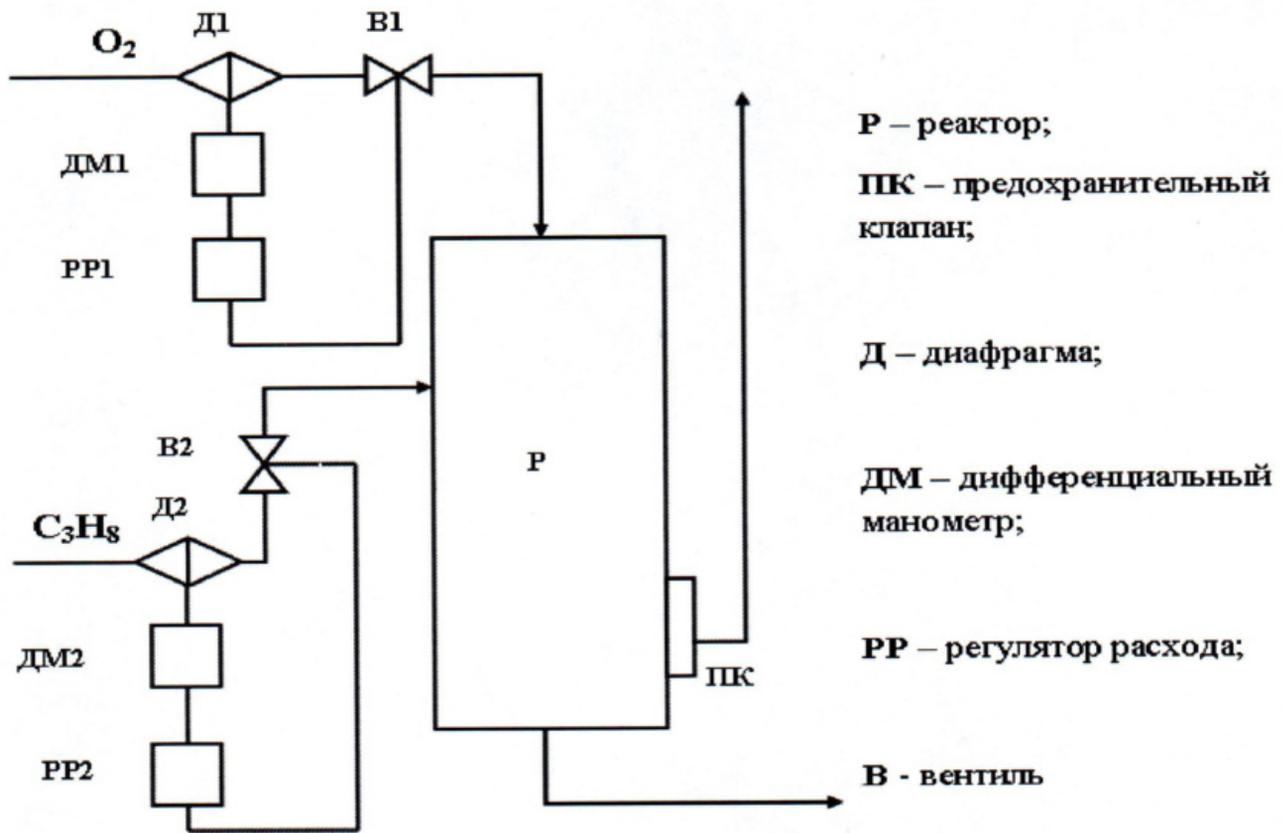 Д1
В1
O₂
ДМ1
РР1
В2
Д2
C₃H₈
ДМ2
РР2
Р
ПК
Р – реактор;
ПК – предохранительный
клапан;
Д – диафрагма;
ДМ – дифференциальный
манометр;
РР – регулятор расхода;
В - вентиль